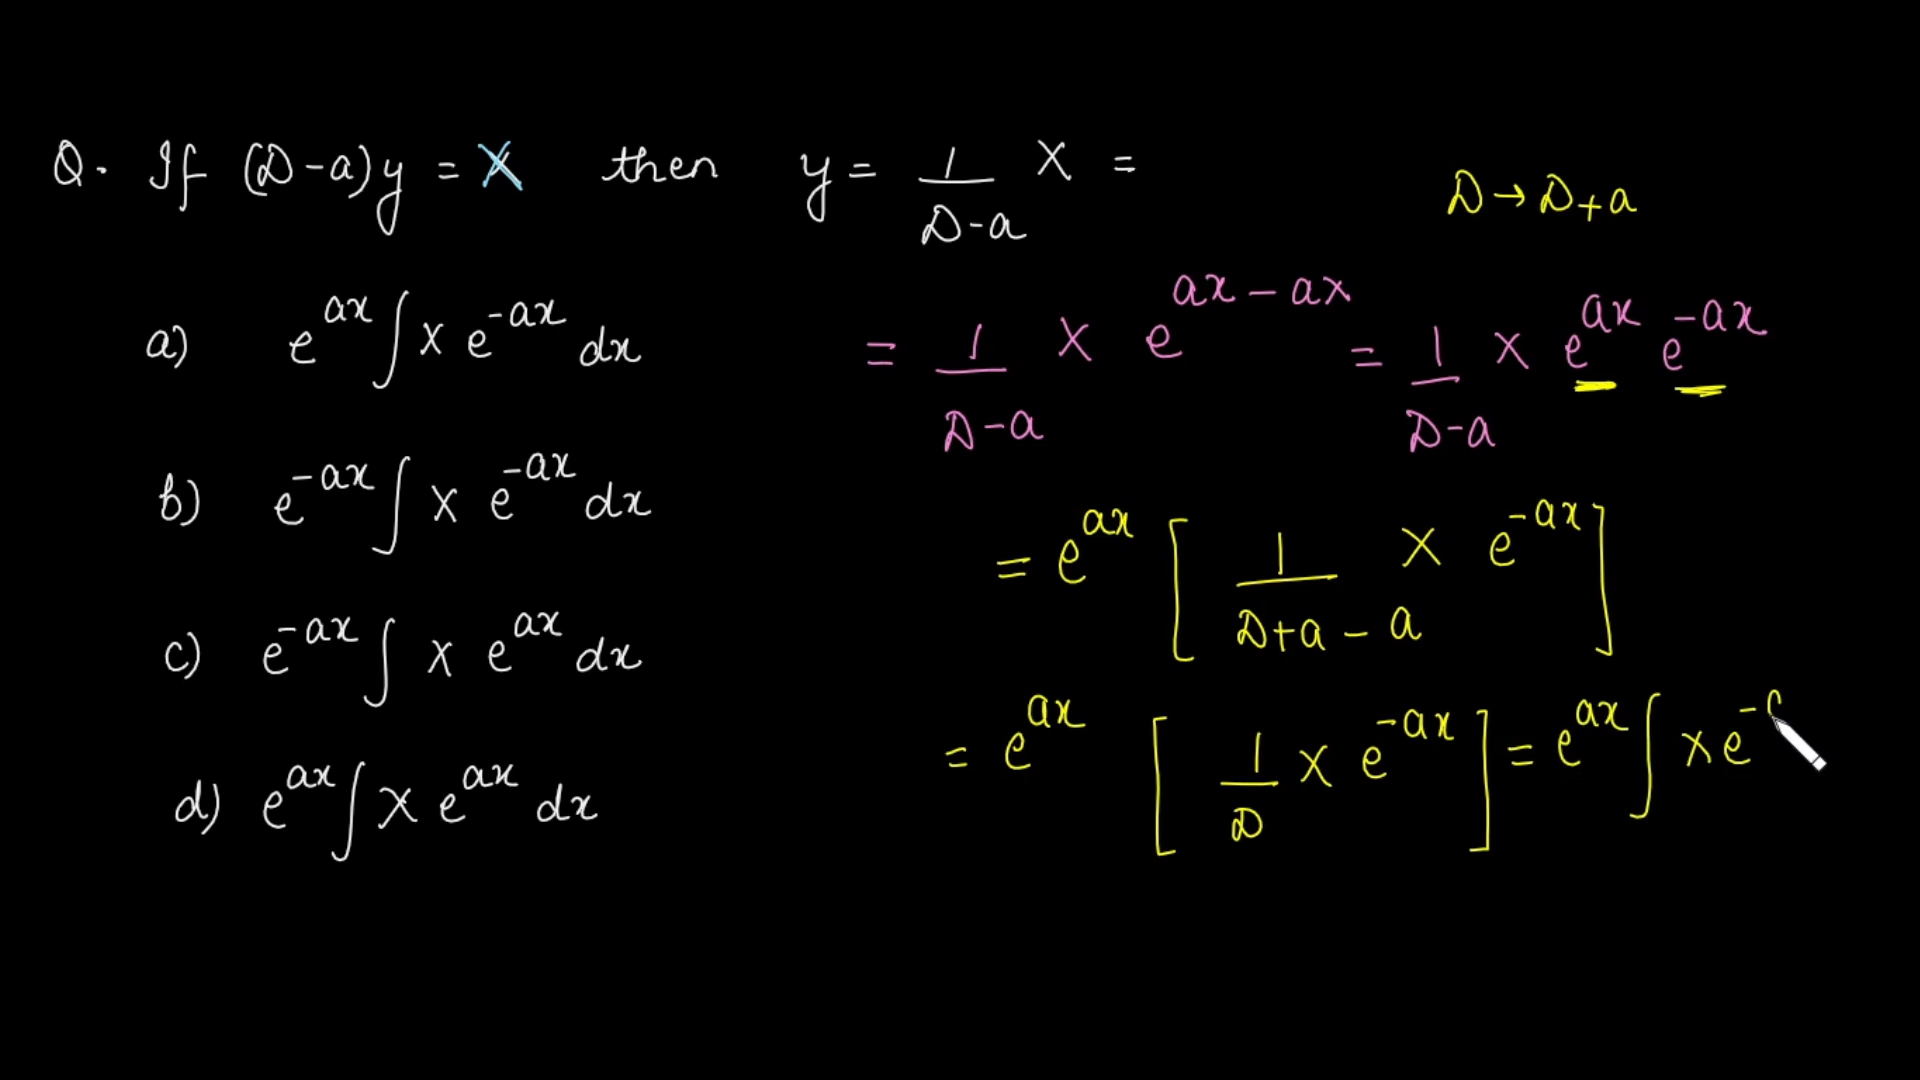 Q. If (D-a)y = X then y = 1/(D-a) X =
D → D+a
a) e^{ax} ∫ X e^{-ax} dx
= 1/(D-a) X e^{ax-ax} = 1/(D-a) X e^{ax} e^{-ax}
b) e^{-ax} ∫ X e^{-ax} dx
= e^{ax} [ 1/(D+a-a) X e^{-ax} ]
c) e^{-ax} ∫ X e^{ax} dx
= e^{ax} [ 1/D X e^{-ax} ] = e^{ax} ∫ X e^{-
d) e^{ax} ∫ X e^{ax} dx